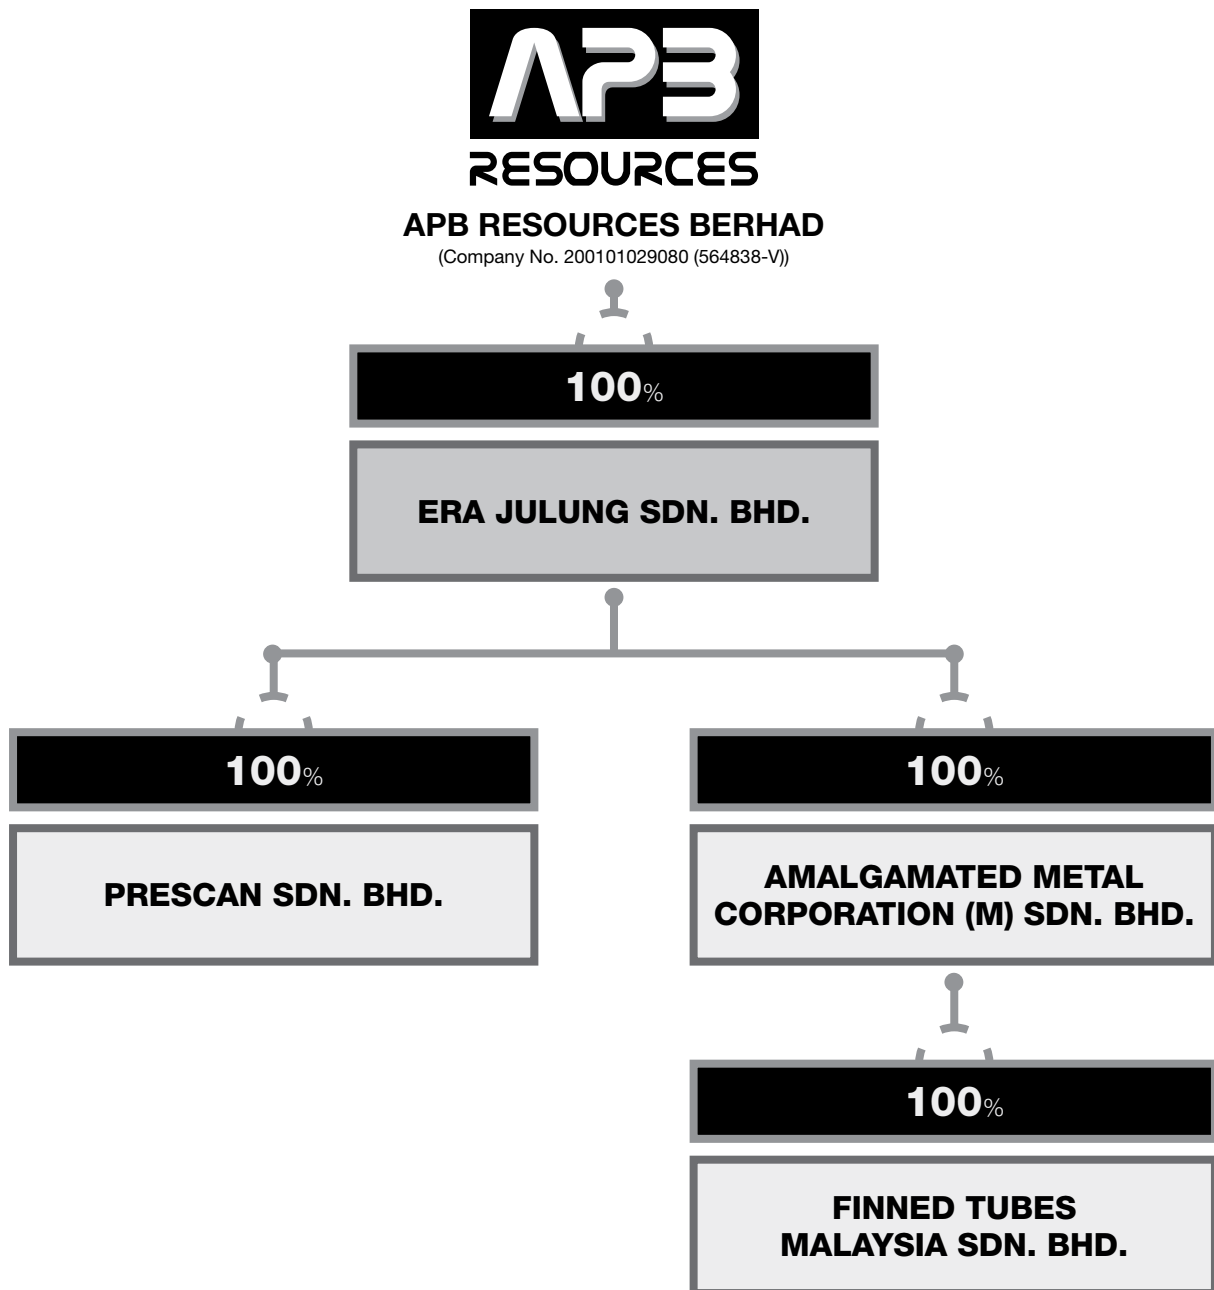 APB
RESOURCES
APB RESOURCES BERHAD
(Company No. 200101029080 (564838-V))
100%
ERA JULUNG SDN. BHD.
100%
PRESCAN SDN. BHD.
100%
AMALGAMATED METAL
CORPORATION (M) SDN. BHD.
100%
FINNED TUBES
MALAYSIA SDN. BHD.